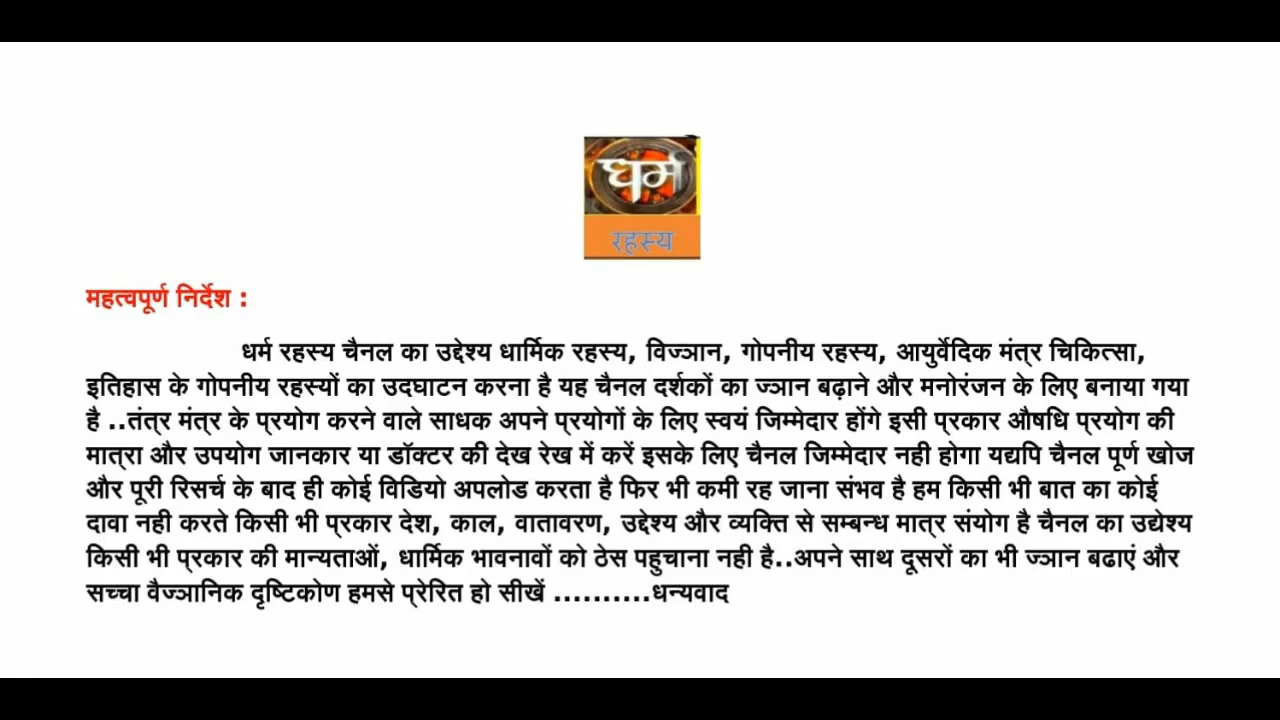 धर्म
रहस्य
महत्वपूर्ण निर्देश :
धर्म रहस्य चैनल का उद्देश्य धार्मिक रहस्य, विज्ञान, गोपनीय रहस्य, आयुर्वेदिक मंत्र चिकित्सा,
इतिहास के गोपनीय रहस्यों का उदघाटन करना है यह चैनल दर्शकों का ज्ञान बढ़ाने और मनोरंजन के लिए बनाया गया
है ..तंत्र मंत्र के प्रयोग करने वाले साधक अपने प्रयोगों के लिए स्वयं जिम्मेदार होंगे इसी प्रकार औषधि प्रयोग की
मात्रा और उपयोग जानकार या डॉक्टर की देख रेख में करें इसके लिए चैनल जिम्मेदार नही होगा यद्यपि चैनल पूर्ण खोज
और पूरी रिसर्च के बाद ही कोई विडियो अपलोड करता है फिर भी कमी रह जाना संभव है हम किसी भी बात का कोई
दावा नही करते किसी भी प्रकार देश, काल, वातावरण, उद्देश्य और व्यक्ति से सम्बन्ध मात्र संयोग है चैनल का उद्येश्य
किसी भी प्रकार की मान्यताओं, धार्मिक भावनावों को ठेस पहुचाना नही है..अपने साथ दूसरों का भी ज्ञान बढाएं और
सच्चा वैज्ञानिक दृष्टिकोण हमसे प्रेरित हो सीखें ..........धन्यवाद